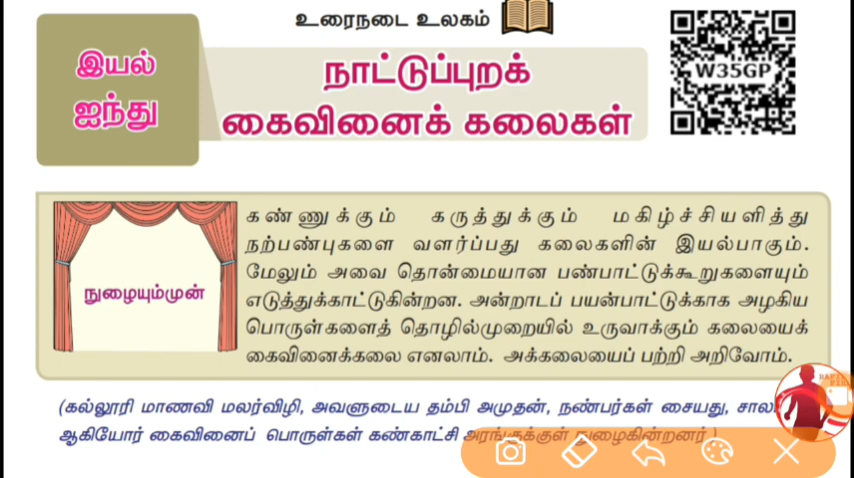 உரைநடை உலகம்
இயல்
ஐந்து
நாட்டுப்புறக்
கைவினைக் கலைகள்
W35GP
நுழையும்முன்
கண்ணுக்கும் கருத்துக்கும் மகிழ்ச்சியளித்து
நற்பண்புகளை வளர்ப்பது கலைகளின் இயல்பாகும்.
மேலும் அவை தொன்மையான பண்பாட்டுக்கூறுகளையும்
எடுத்துக்காட்டுகின்றன. அன்றாடப் பயன்பாட்டுக்காக அழகிய
பொருள்களைத் தொழில்முறையில் உருவாக்கும் கலையைக்
கைவினைக்கலை எனலாம். அக்கலையைப் பற்றி அறிவோம்.
(கல்லூரி மாணவி மலர்விழி, அவளுடைய தம்பி அமுதன், நண்பர்கள் சையது,
ஆகியோர் கைவினைப் பொருள்கள் கண்காட்சி அரங்குக்குள் நுழைகின்றனர்.)